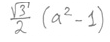 √3/2 (a² - 1)